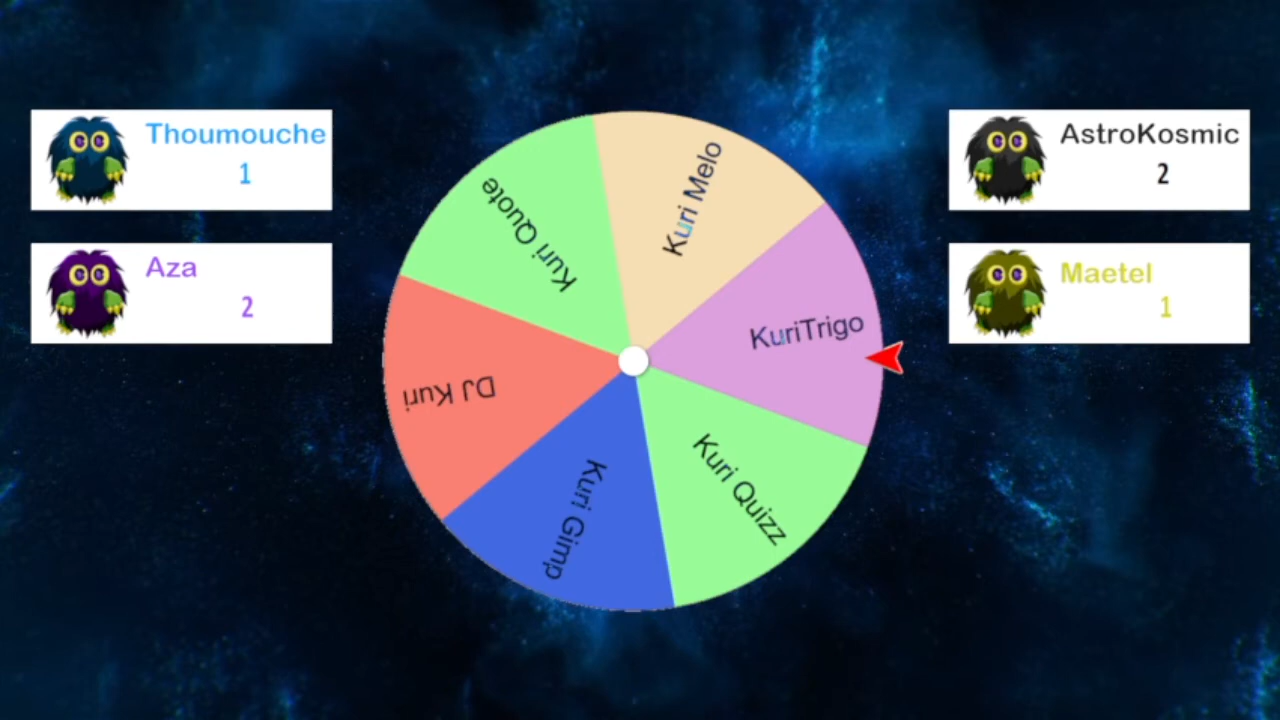 Thoumouche
1
Aza
2
AstroKosmic
2
Maetel
1
Kuri Melo
KuriTrigo
Kuri Quizz
Kuri Gimp
DJ Kuri
Kuri Quote